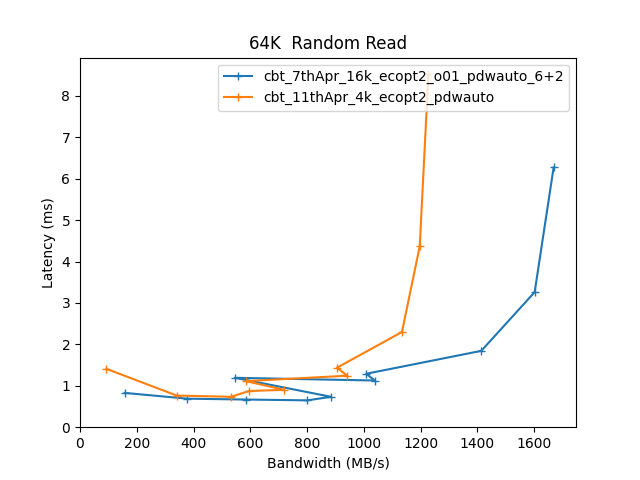 64K  Random Read
cbt_7thApr_16k_ecopt2_o01_pdwauto_6+2
cbt_11thApr_4k_ecopt2_pdwauto
8
7
6
5
4
3
2
1
0
Latency (ms)
0 200 400 600 800 1000 1200 1400 1600
Bandwidth (MB/s)